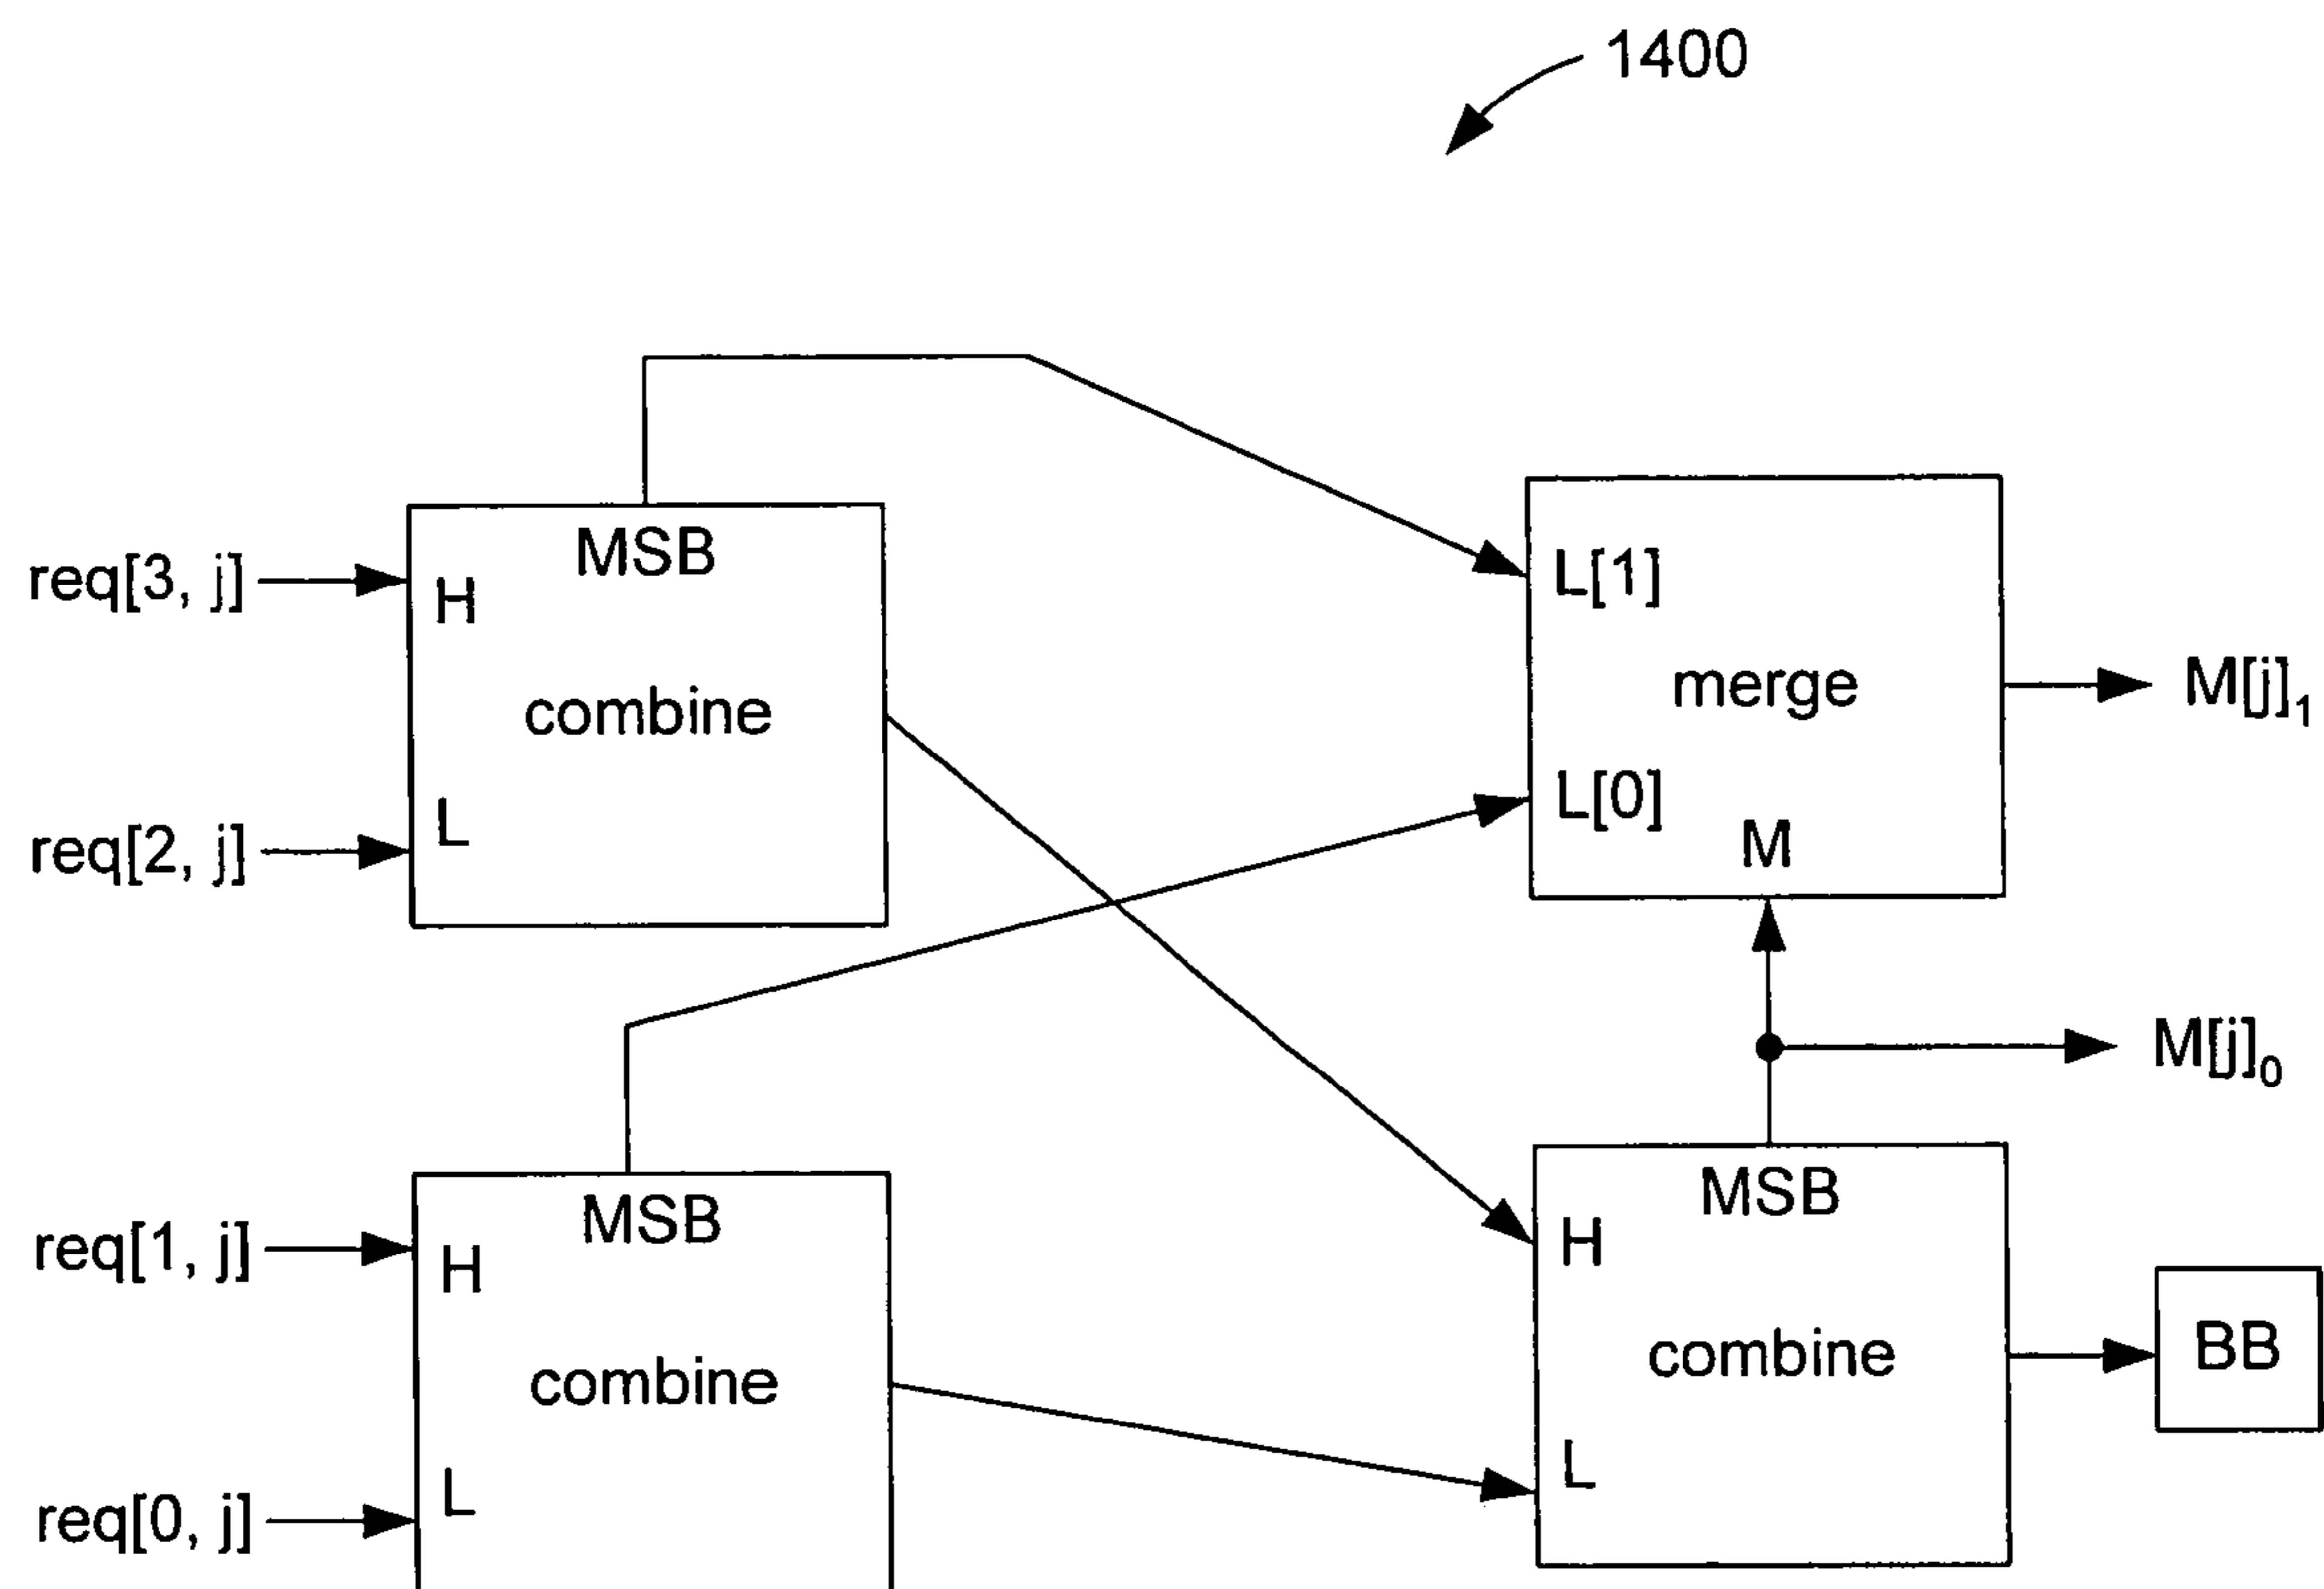 1400
MSB
req[3, j]
H
combine
req[2, j]
L
L[1]
merge
L[0]
M
M[j]1
M[j]0
MSB
req[1, j]
H
combine
req[0, j]
L
MSB
H
combine
L
BB